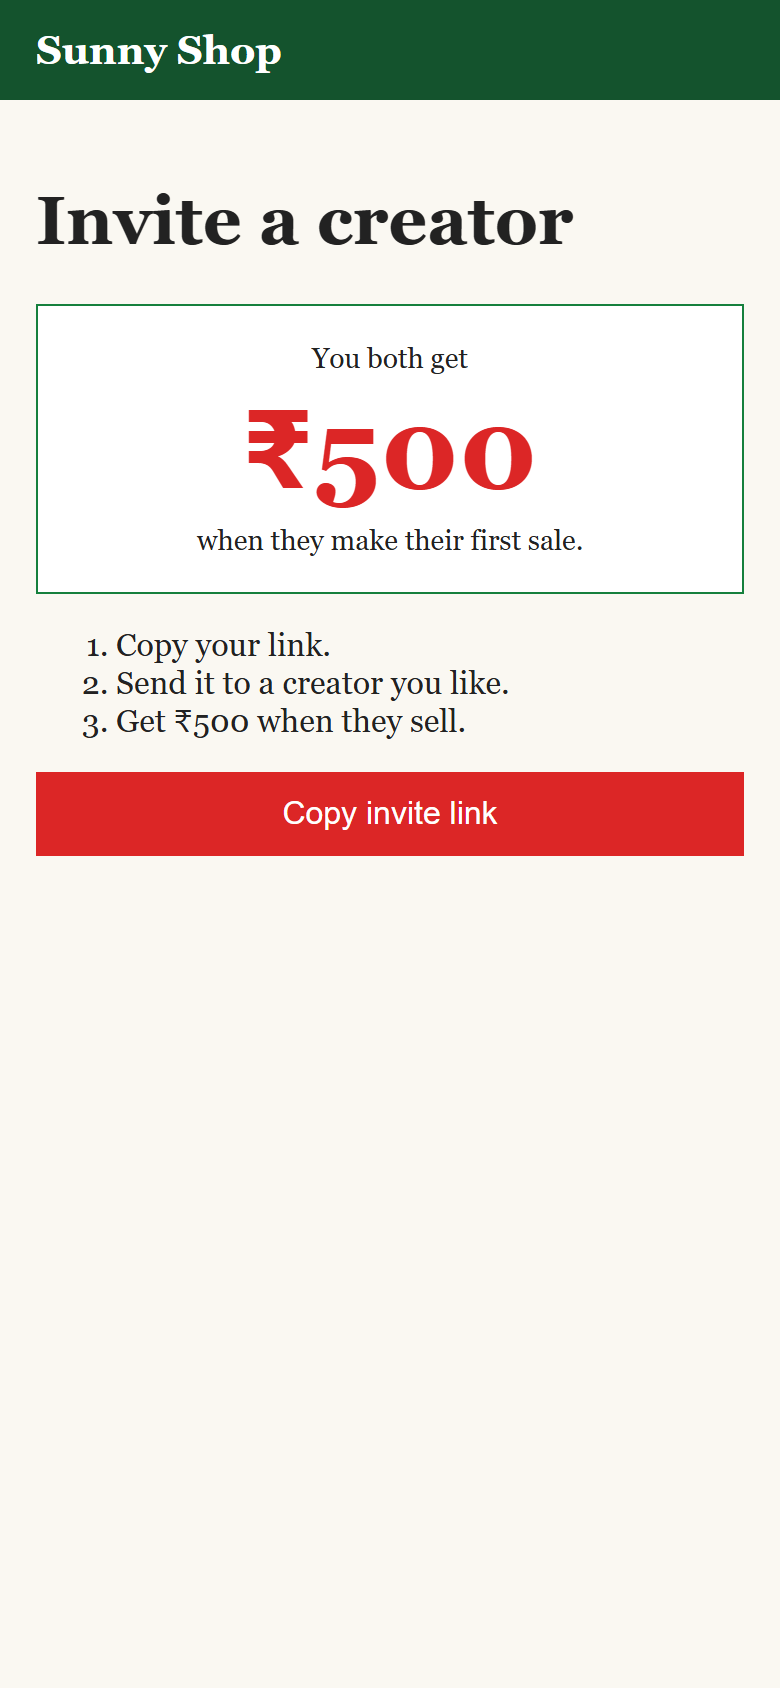 Sunny Shop
Invite a creator
You both get
₹500
when they make their first sale.
1. Copy your link.
2. Send it to a creator you like.
3. Get ₹500 when they sell.
Copy invite link